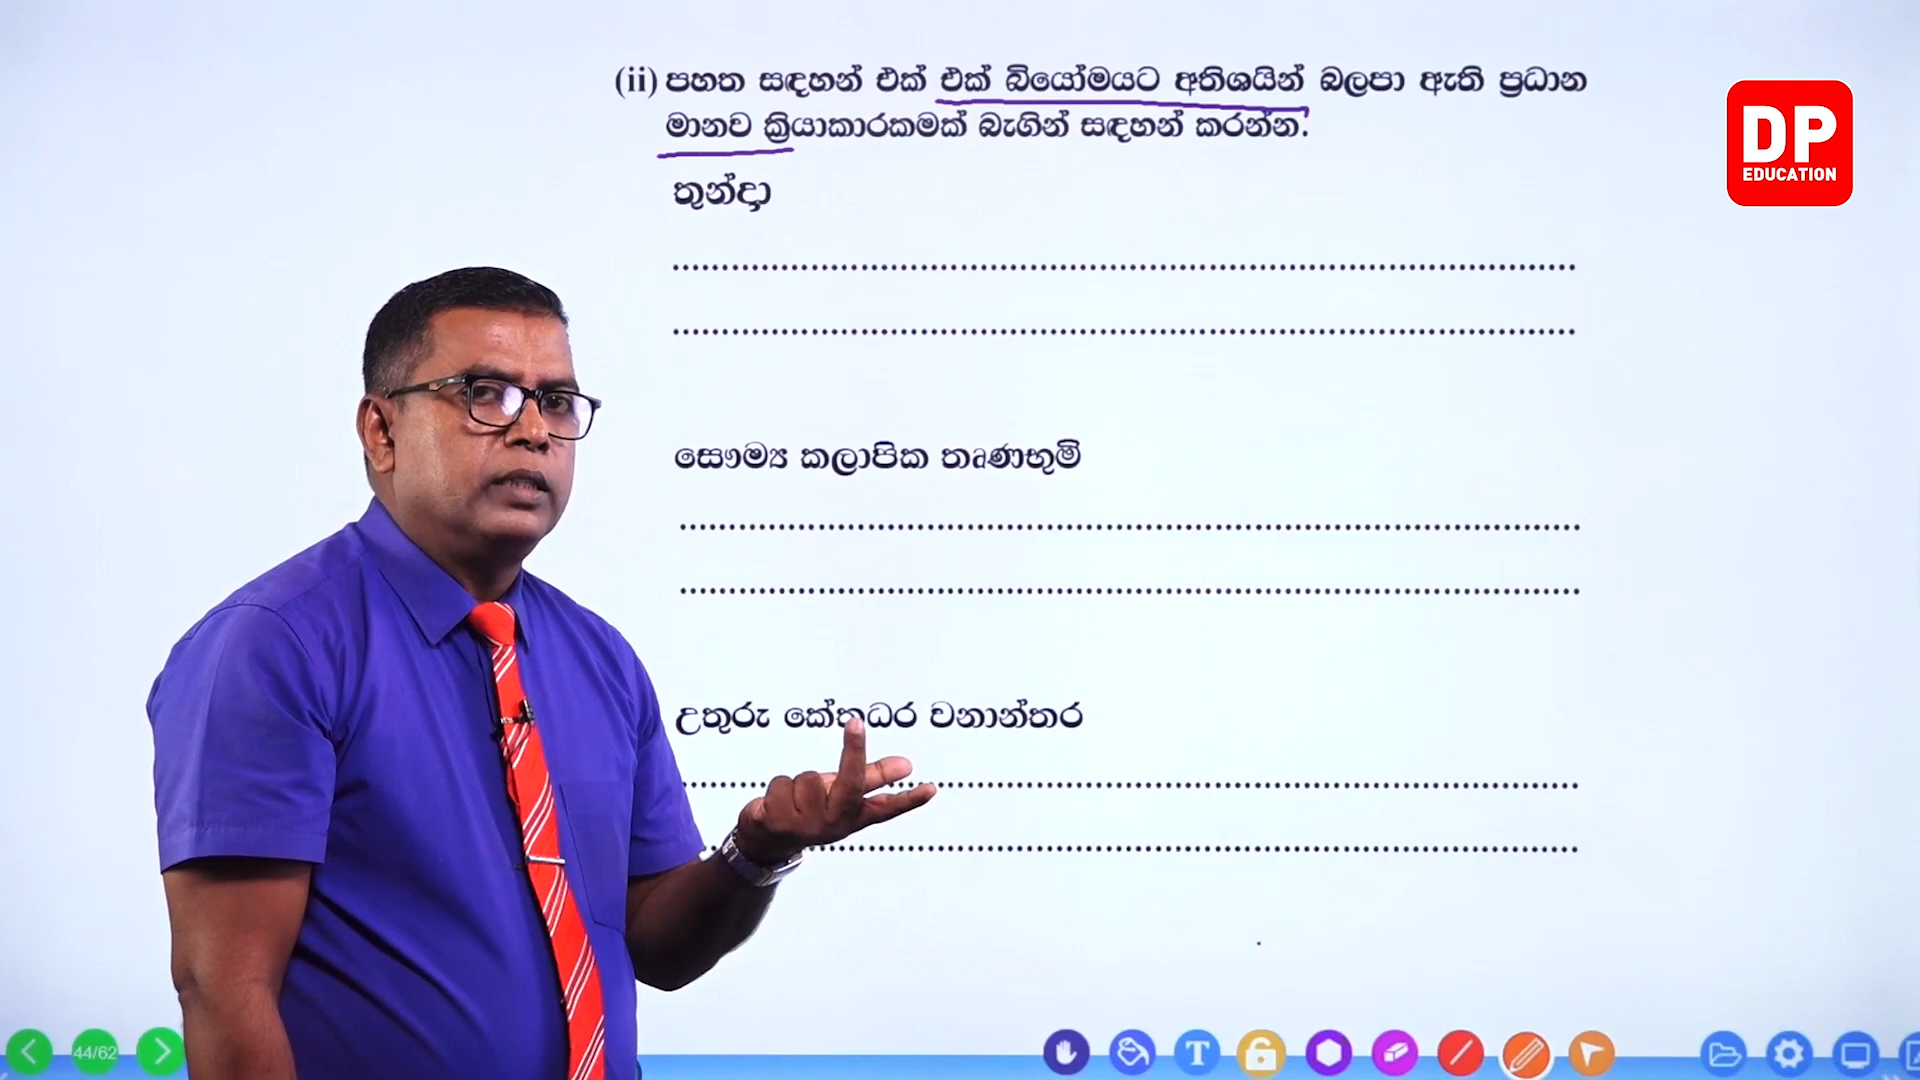 (ii) පහත සඳහන් එක් එක් බියෝමයට අතිශයින් බලපා ඇති ප්‍රධාන
මානව ක්‍රියාකාරකමක් බැගින් සඳහන් කරන්න.
තුන්ද්‍රා
සෞම්‍ය කලාපික තෘණභූමි
උතුරු කේතුධර වනාන්තර
DP
EDUCATION
44/62
T